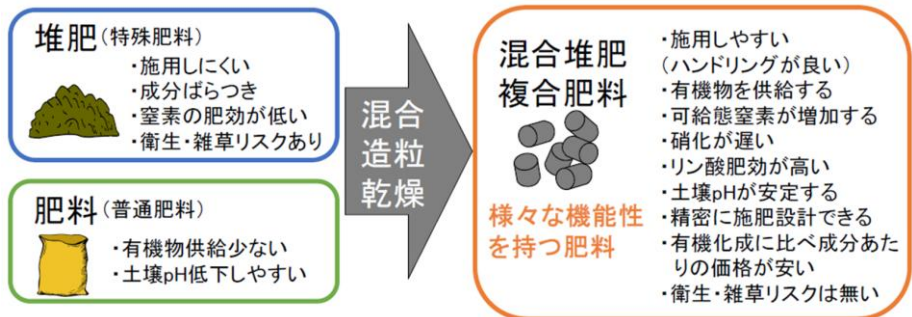 堆肥(特殊肥料)
・施用しにくい
・成分ばらつき
・窒素の肥効が低い
・衛生・雑草リスクあり
肥料(普通肥料)
・有機物供給少ない
・土壌pH低下しやすい
混合
造粒
乾燥
混合堆肥
複合肥料
様々な機能性
を持つ肥料
・施用しやすい
(ハンドリングが良い)
・有機物を供給する
・可給態窒素が増加する
・硝化が遅い
・リン酸肥効が高い
・土壌pHが安定する
・精密に施肥設計できる
・有機化成に比べ成分あた
りの価格が安い
・衛生・雑草リスクは無い